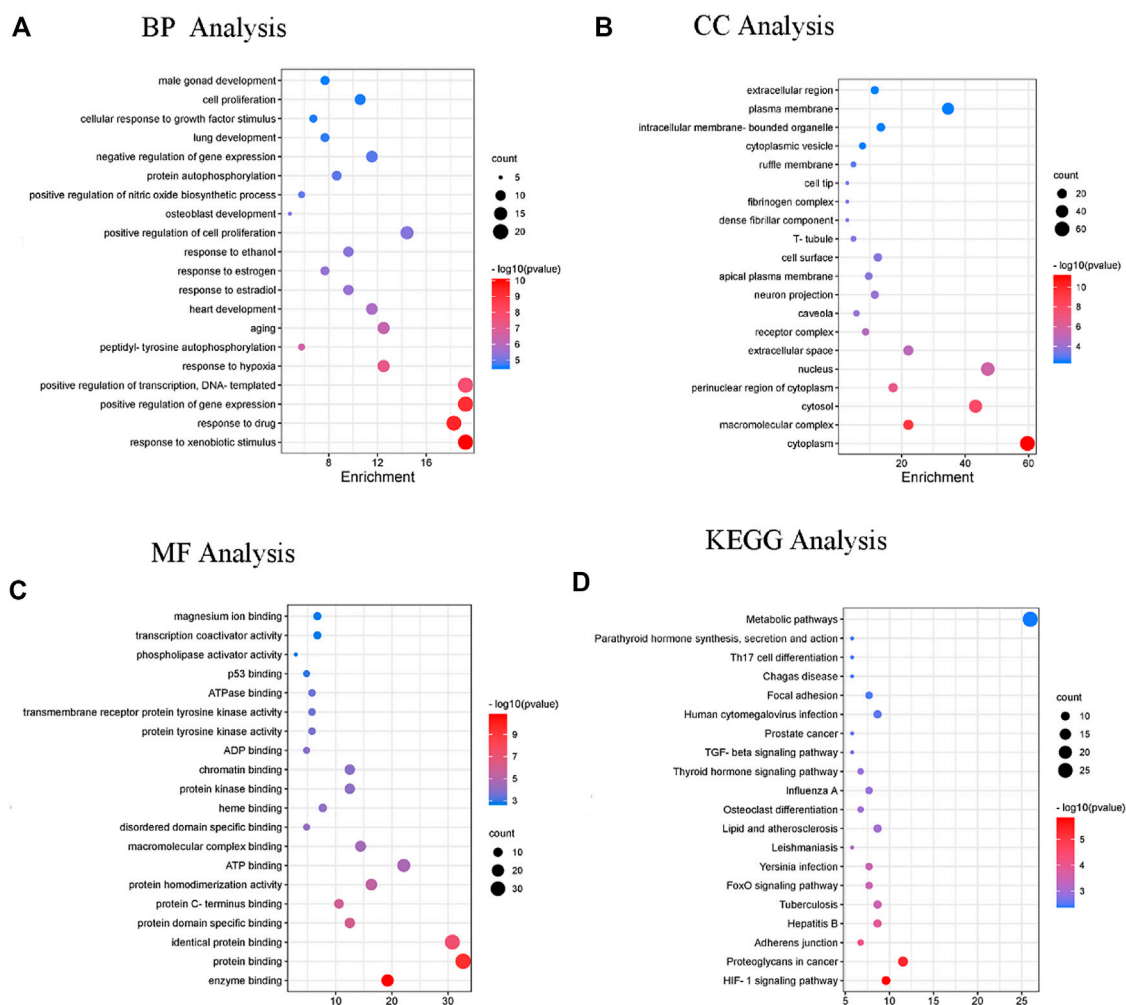 A
BP Analysis
male gonad development
cell proliferation
cellular response to growth factor stimulus
lung development
negative regulation of gene expression
protein autophosphorylation
positive regulation of nitric oxide biosynthetic process
osteoblast development
positive regulation of cell proliferation
response to ethanol
response to estrogen
response to estradiol
heart development
aging
peptidyl- tyrosine autophosphorylation
response to hypoxia
positive regulation of transcription, DNA- templated
positive regulation of gene expression
response to drug
response to xenobiotic stimulus
8 12 16
Enrichment
count
5
10
15
20
- log10(pvalue)
10
9
8
7
6
5
B
CC Analysis
extracellular region
plasma membrane
intracellular membrane- bounded organelle
cytoplasmic vesicle
ruffle membrane
cell tip
fibrinogen complex
dense fibrillar component
T- tubule
cell surface
apical plasma membrane
neuron projection
caveola
receptor complex
extracellular space
nucleus
perinuclear region of cytoplasm
cytosol
macromolecular complex
cytoplasm
20 40 60
Enrichment
count
20
40
60
- log10(pvalue)
10
8
6
4
MF Analysis
C
magnesium ion binding
transcription coactivator activity
phospholipase activator activity
p53 binding
ATPase binding
transmembrane receptor protein tyrosine kinase activity
protein tyrosine kinase activity
ADP binding
chromatin binding
protein kinase binding
heme binding
disordered domain specific binding
macromolecular complex binding
ATP binding
protein homodimerization activity
protein C- terminus binding
protein domain specific binding
identical protein binding
protein binding
enzyme binding
10 20 30
- log10(pvalue)
9
7
5
3
count
10
20
30
KEGG Analysis
D
Metabolic pathways
Parathyroid hormone synthesis, secretion and action
Th17 cell differentiation
Chagas disease
Focal adhesion
Human cytomegalovirus infection
Prostate cancer
TGF- beta signaling pathway
Thyroid hormone signaling pathway
Influenza A
Osteoclast differentiation
Lipid and atherosclerosis
Leishmaniasis
Yersinia infection
FoxO signaling pathway
Tuberculosis
Hepatitis B
Adherens junction
Proteoglycans in cancer
HIF- 1 signaling pathway
5 10 15 20 25
count
10
15
20
25
- log10(pvalue)
5
4
3